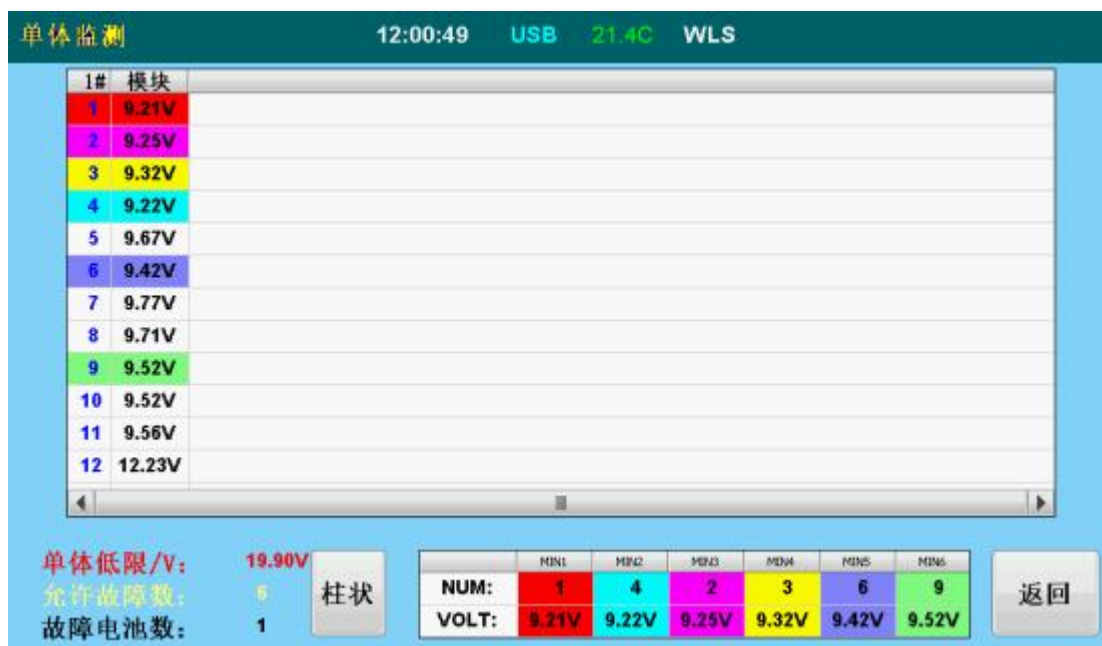 单体监测 12:00:49 USB 21.4C WLS
1# 模块
1 9.21V
2 9.25V
3 9.32V
4 9.22V
5 9.67V
6 9.42V
7 9.77V
8 9.71V
9 9.52V
10 9.52V
11 9.56V
12 12.23V
单体低限/V: 19.90V
允许故障数: 6
故障电池数: 1
柱状
MIN1 MIN2 MIN3 MIN4 MIN5 MIN6
NUM: 1 4 2 3 6 9
VOLT: 9.21V 9.22V 9.25V 9.32V 9.42V 9.52V
返回